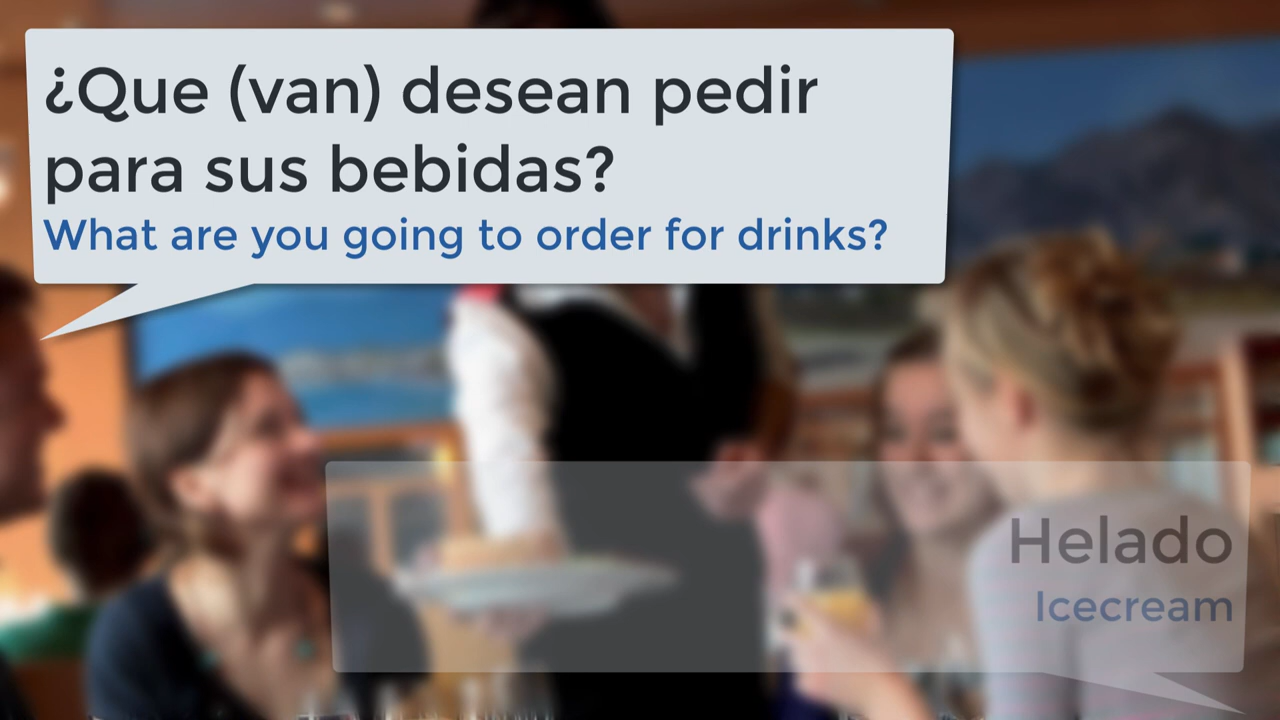 ¿Que (van) desean pedir
para sus bebidas?
What are you going to order for drinks?
Helado
Icecream